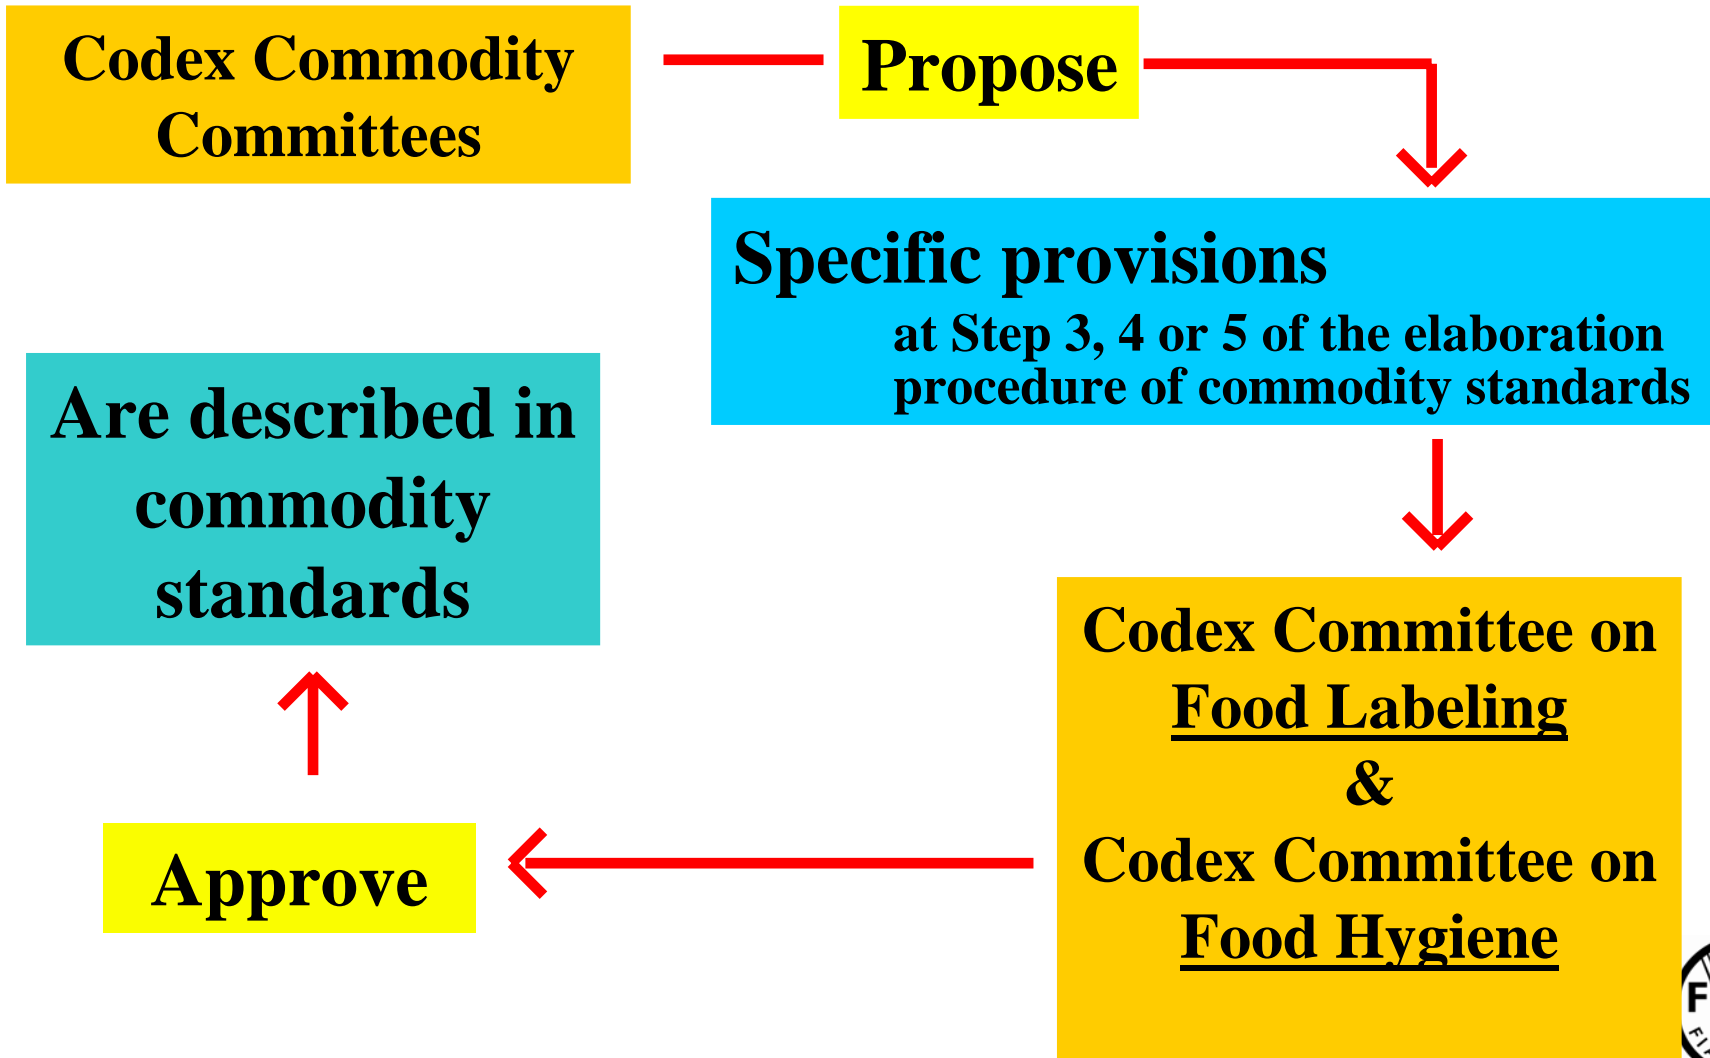 Codex Commodity
Committees
Propose
Specific provisions
at Step 3, 4 or 5 of the elaboration
procedure of commodity standards
Are described in
commodity
standards
Codex Committee on
Food Labeling
&
Codex Committee on
Food Hygiene
Approve